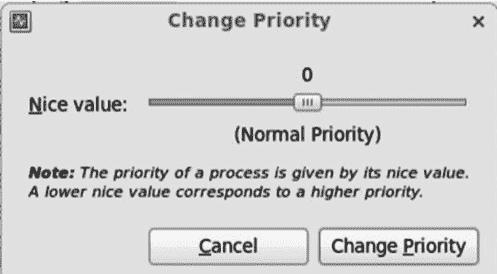 Change Priority
0
Nice value:
(Normal Priority)
Note: The priority of a process is given by its nice value.
A lower nice value corresponds to a higher priority.
Cancel Change Priority